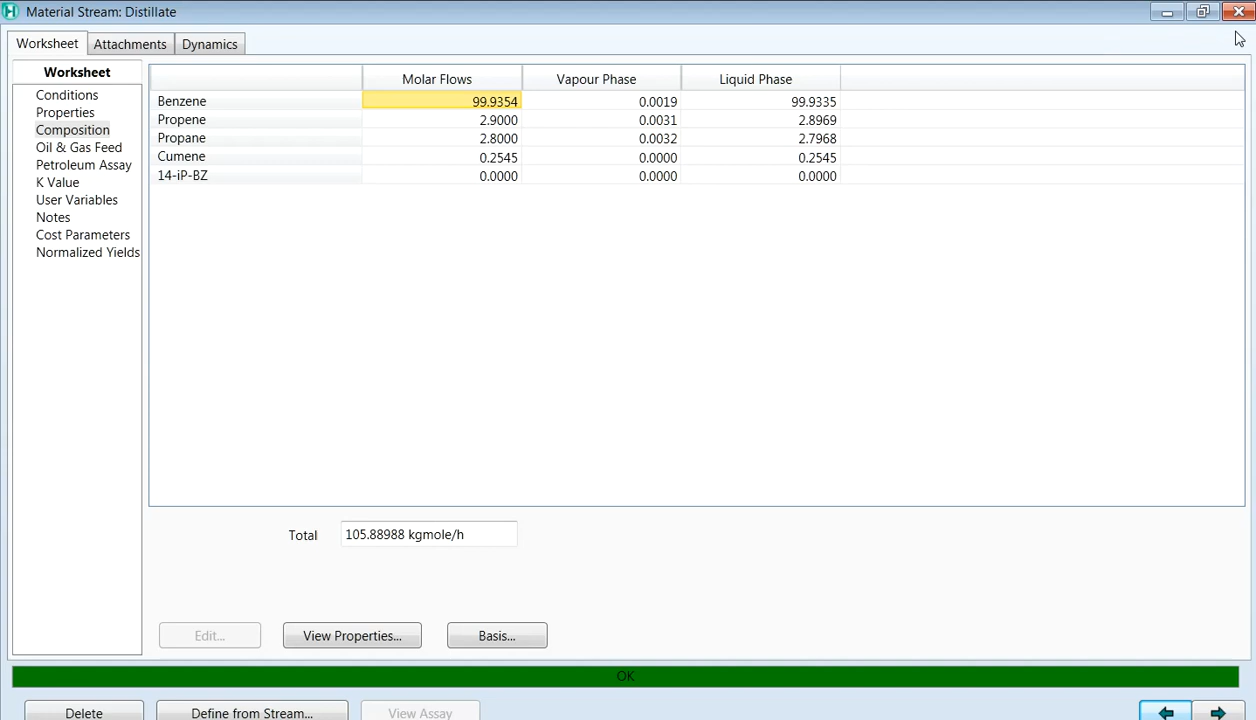 Material Stream: Distillate
Worksheet Attachments Dynamics
Worksheet
Conditions
Properties
Composition
Oil & Gas Feed
Petroleum Assay
K Value
User Variables
Notes
Cost Parameters
Normalized Yields
Molar Flows Vapour Phase Liquid Phase
Benzene 99.9354 0.0019 99.9335
Propene 2.9000 0.0031 2.8969
Propane 2.8000 0.0032 2.7968
Cumene 0.2545 0.0000 0.2545
14-iP-BZ 0.0000 0.0000 0.0000
Total 105.88988 kgmole/h
Edit... View Properties... Basis...
OK
Delete Define from Stream... View Assay